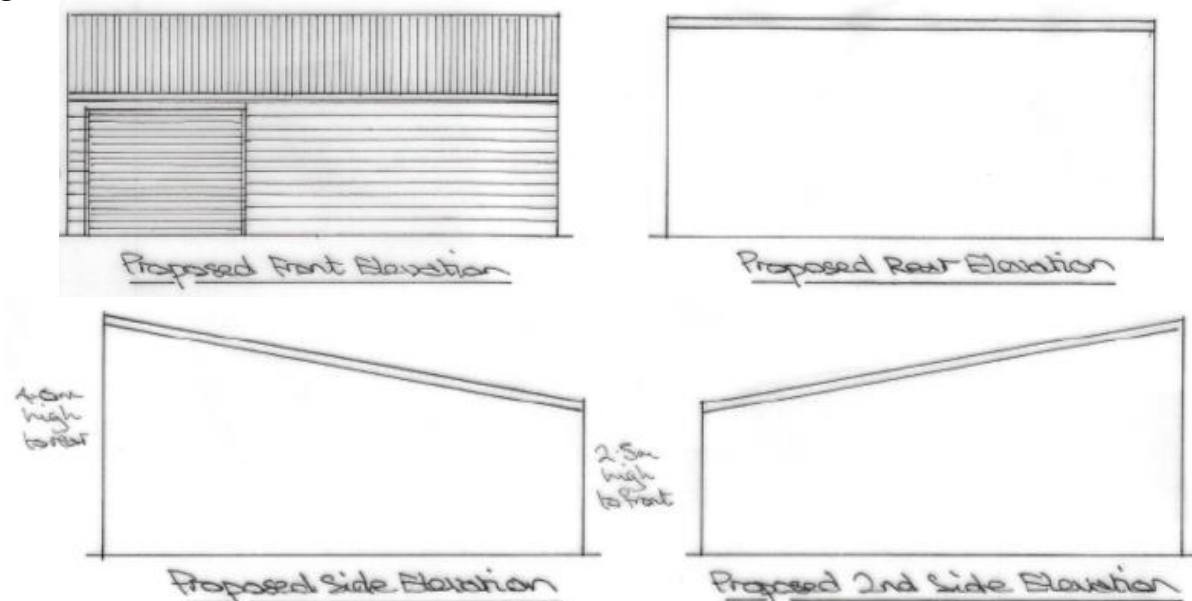 Proposed Front Elevation
Proposed Rear Elevation
4.0m
high
to rear
2.5m
high
to front
Proposed Side Elevation
Proposed 2nd Side Elevation